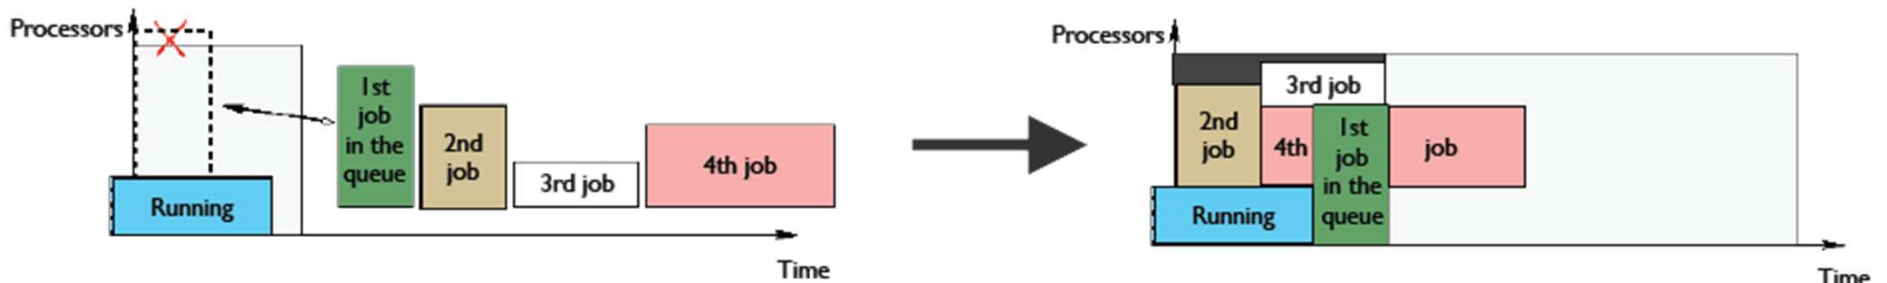 Processors
1st
job
in the
queue
2nd
job
3rd job
4th job
Running
Time
Processors
3rd job
2nd
job
4th
1st
job
in the
queue
job
Running
Time